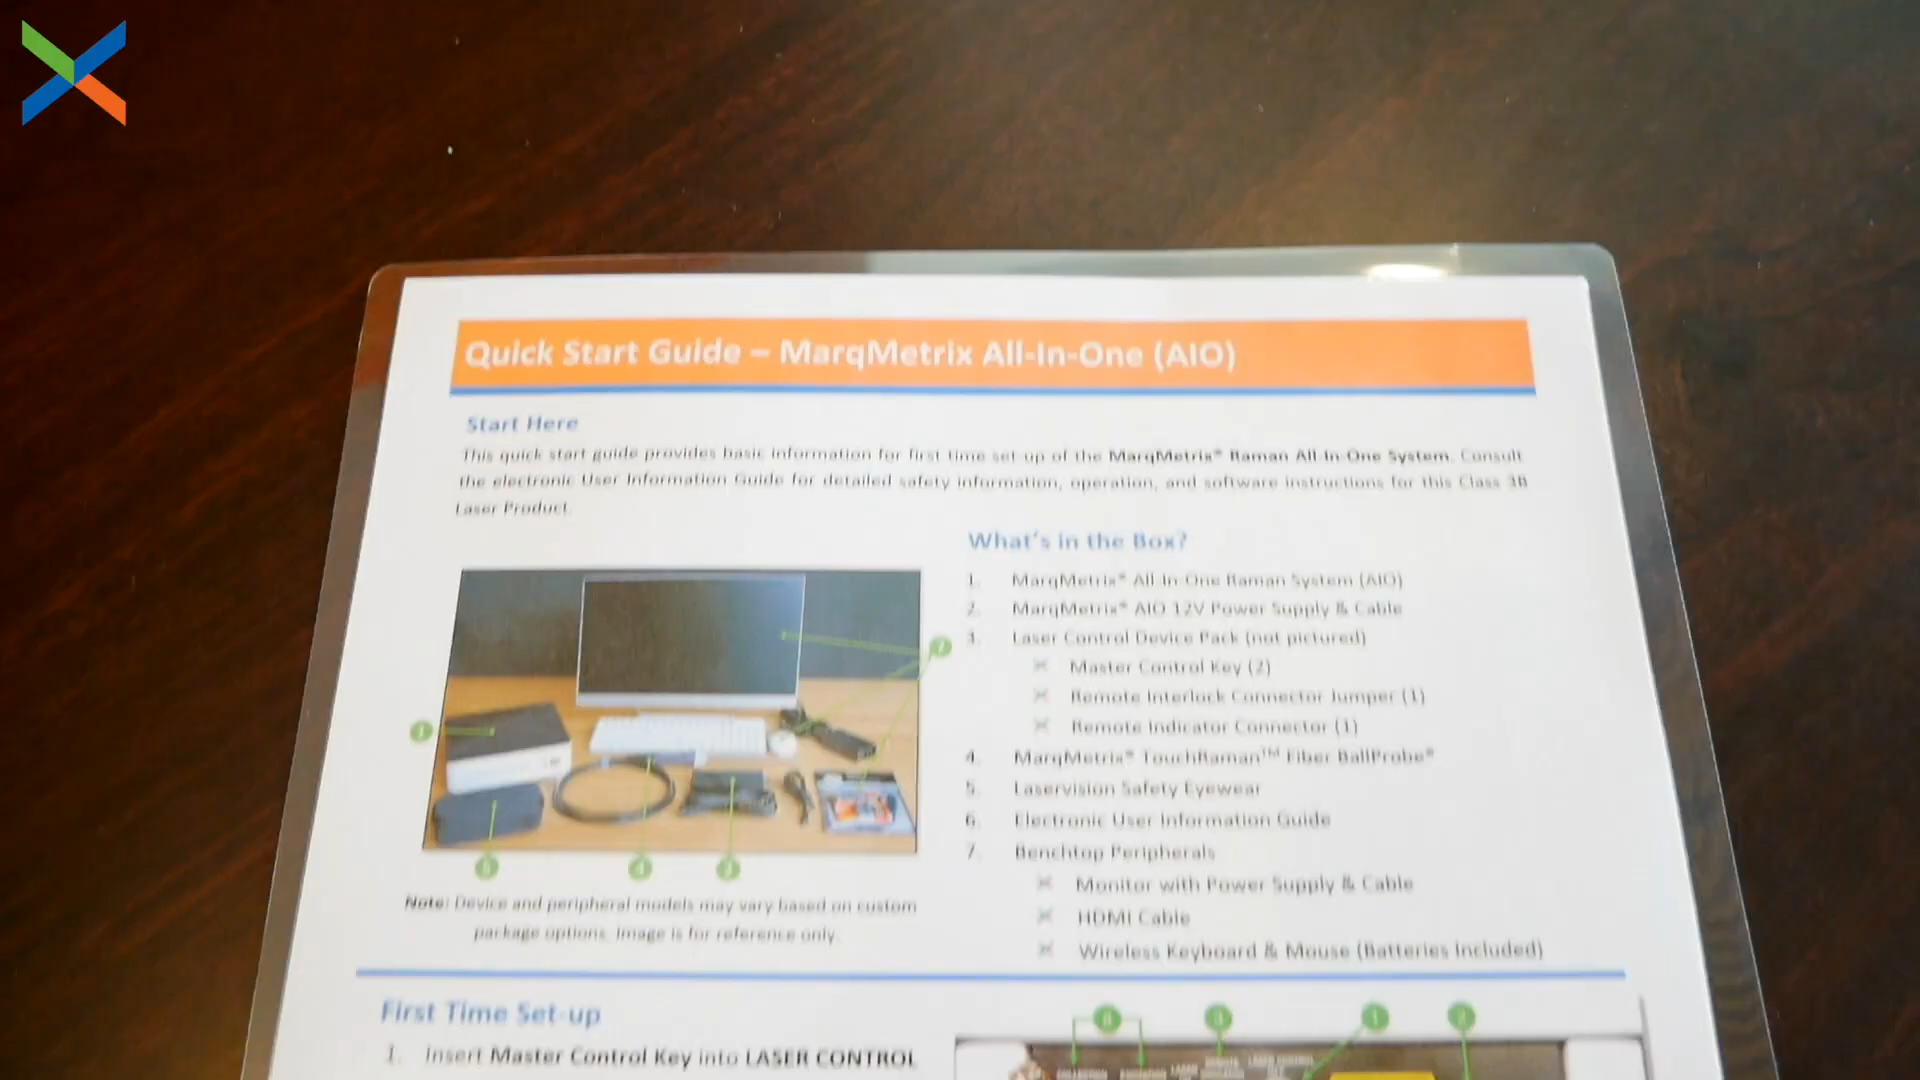 Quick Start Guide – MarqMetrix All-In-One (AIO)
Start Here
This quick start guide provides basic information for first time set-up of the MarqMetrix® Raman All-In-One System. Consult
the electronic User Information Guide for detailed safety information, operation, and software instructions for this Class 3B
Laser Product.
What's in the Box?
1. MarqMetrix® All-In-One Raman System (AIO)
2. MarqMetrix® AIO 12V Power Supply & Cable
3. Laser Control Device Pack (not pictured)
Master Control Key (2)
Remote Interlock Connector Jumper (1)
Remote Indicator Connector (1)
4. MarqMetrix® TouchRaman™ Fiber BallProbe®
5. Laservision Safety Eyewear
6. Electronic User Information Guide
7. Benchtop Peripherals
Monitor with Power Supply & Cable
HDMI Cable
Wireless Keyboard & Mouse (Batteries Included)
Note: Device and peripheral models may vary based on custom
package options. Image is for reference only.
First Time Set-up
1. Insert Master Control Key into LASER CONTROL